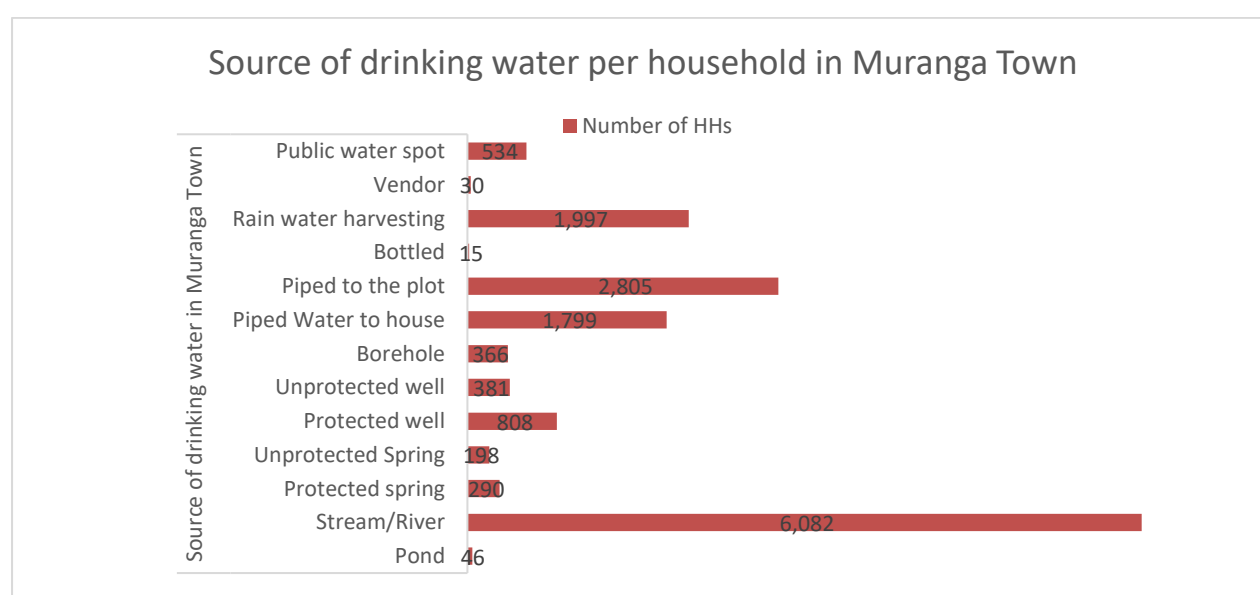 Source of drinking water per household in Muranga Town
Number of HHs
Source of drinking water in Muranga Town
Public water spot 534
Vendor 30
Rain water harvesting 1,997
Bottled 15
Piped to the plot 2,805
Piped Water to house 1,799
Borehole 366
Unprotected well 381
Protected well 808
Unprotected Spring 198
Protected spring 290
Stream/River 6,082
Pond 46